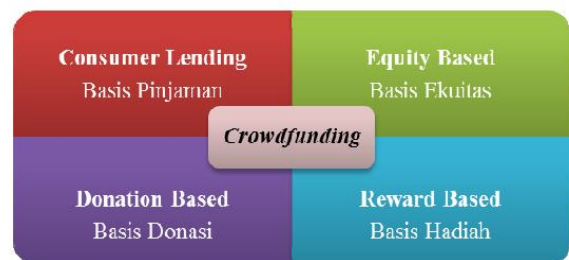 Consumer Lending
Basis Pinjaman
Equity Based
Basis Ekuitas
Crowdfunding
Donation Based
Basis Donasi
Reward Based
Basis Hadiah